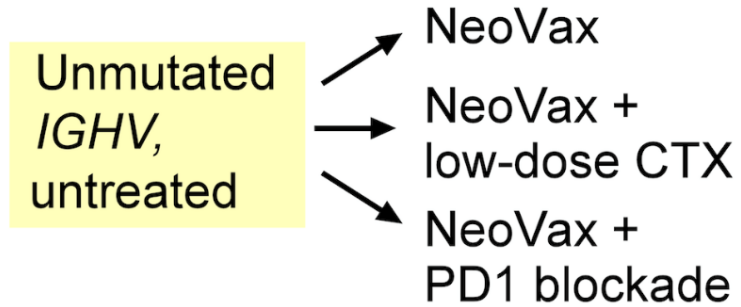 Unmutated
IGHV,
untreated
NeoVax
NeoVax +
low-dose CTX
NeoVax +
PD1 blockade